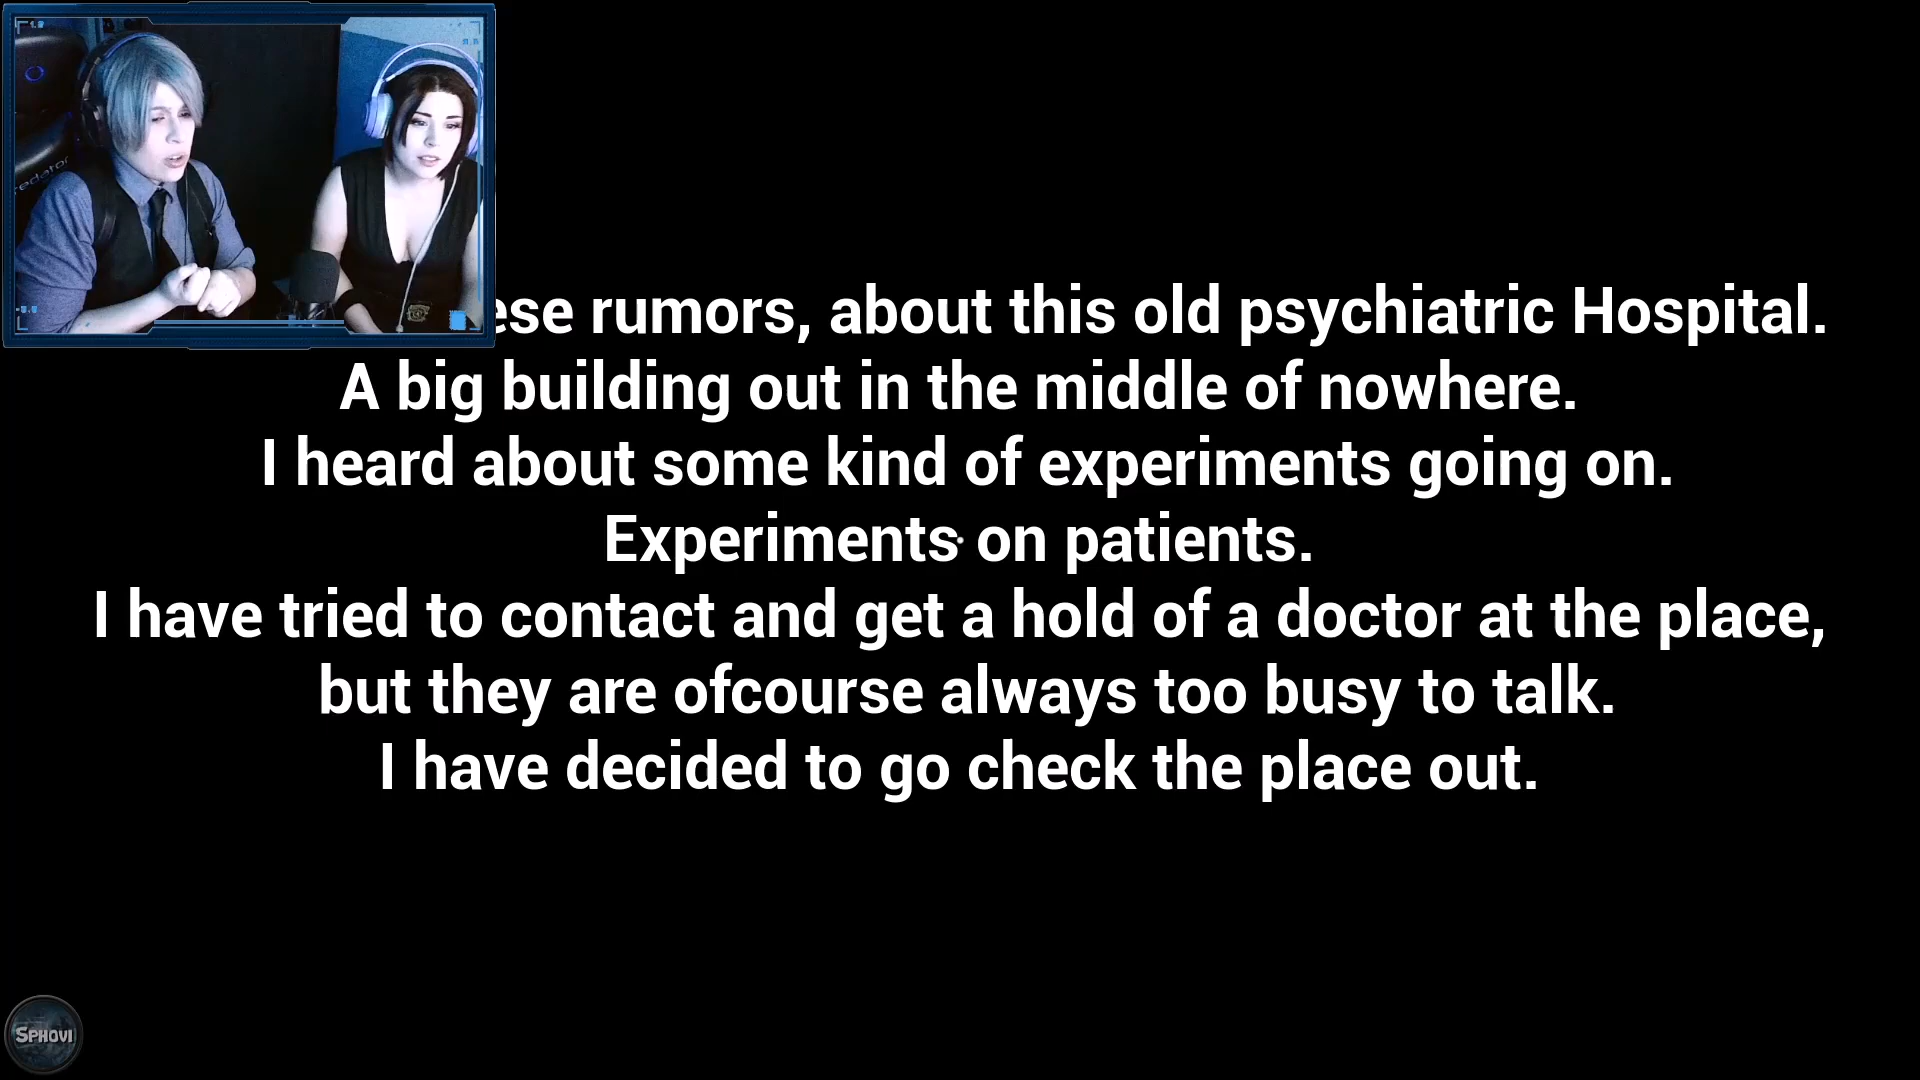 rumors, about this old psychiatric Hospital.
A big building out in the middle of nowhere.
I heard about some kind of experiments going on.
Experiments on patients.
I have tried to contact and get a hold of a doctor at the place,
but they are ofcourse always too busy to talk.
I have decided to go check the place out.
SPHOVI